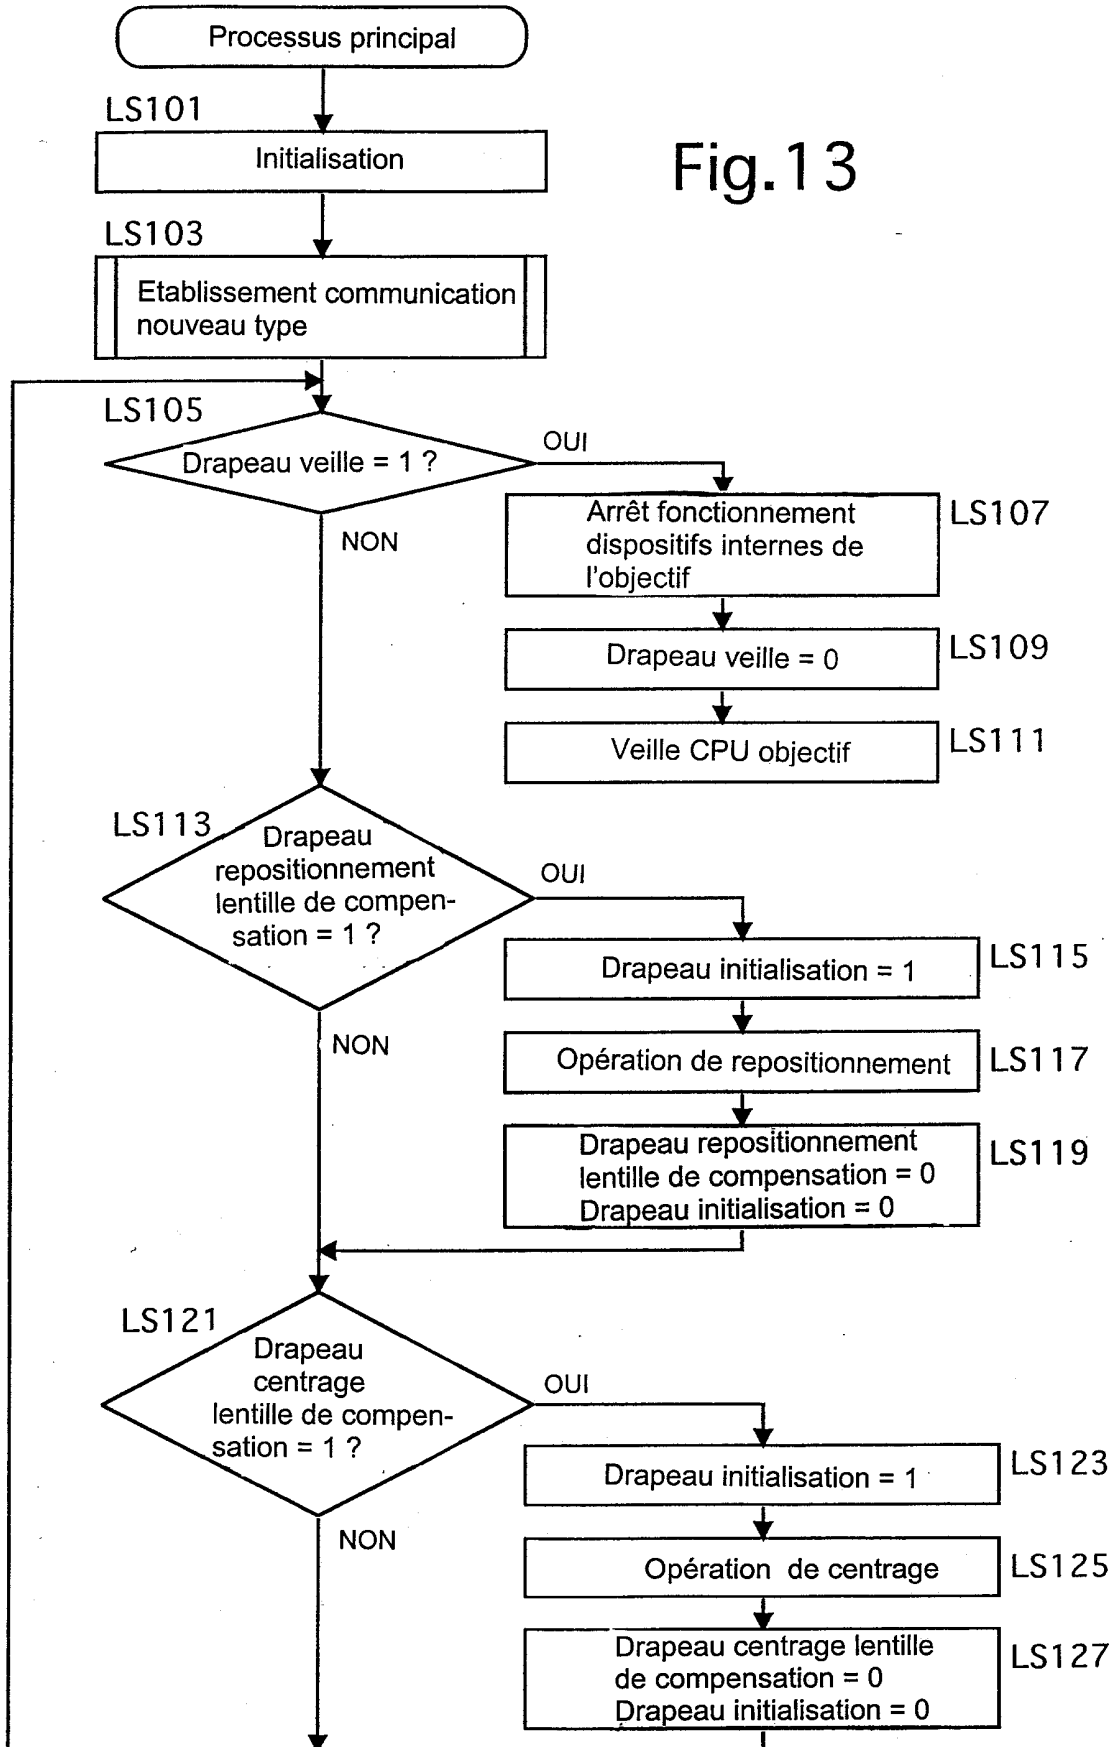 Processus principal
LS101
Initialisation
Fig.13
LS103
Etablissement communication
nouveau type
LS105
Drapeau veille = 1 ?
OUI
NON
Arrêt fonctionnement
dispositifs internes de
l'objectif
LS107
Drapeau veille = 0
LS109
Veille CPU objectif
LS111
LS113
Drapeau
repositionnement
lentille de compen-
sation = 1 ?
OUI
NON
Drapeau initialisation = 1
LS115
Opération de repositionnement
LS117
Drapeau repositionnement
lentille de compensation = 0
Drapeau initialisation = 0
LS119
LS121
Drapeau
centrage
lentille de compen-
sation = 1 ?
OUI
NON
Drapeau initialisation = 1
LS123
Opération de centrage
LS125
Drapeau centrage lentille
de compensation = 0
Drapeau initialisation = 0
LS127